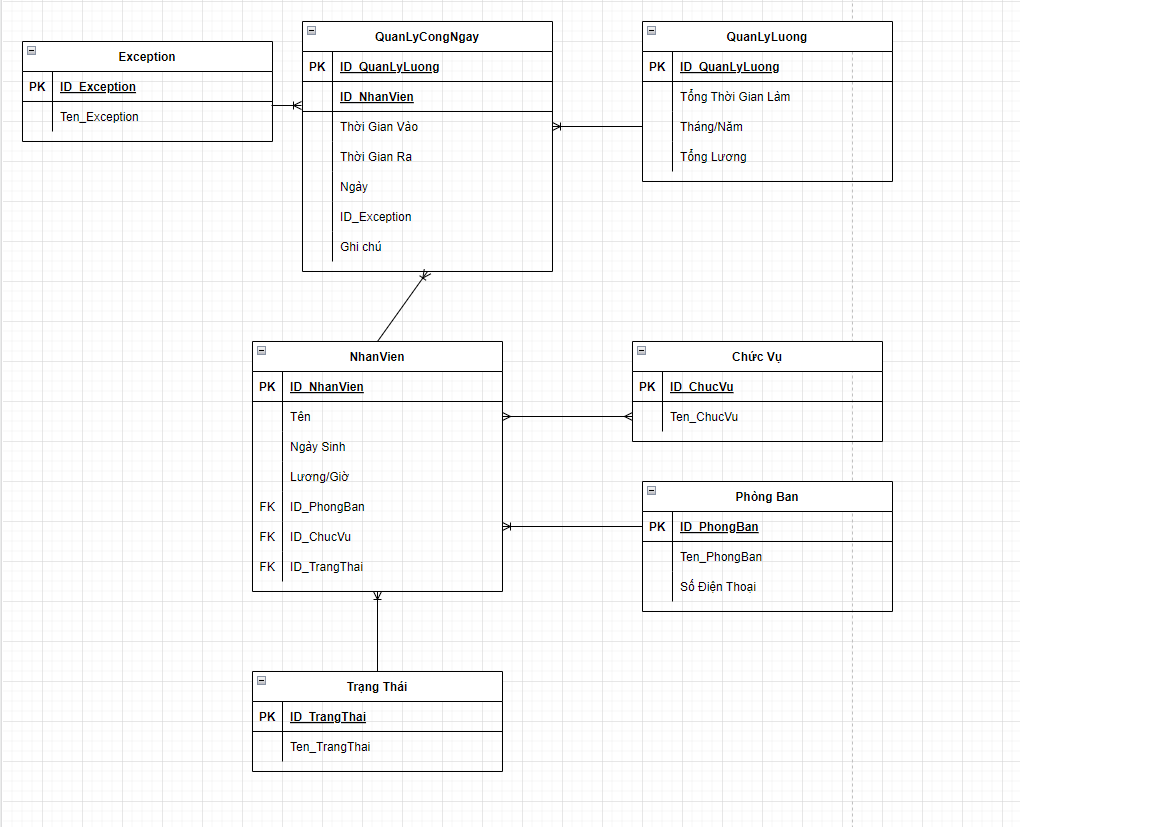 Exception
PK ID_Exception
Ten_Exception
QuanLyCongNgay
PK ID_QuanLyLuong
ID_NhanVien
Thời Gian Vào
Thời Gian Ra
Ngày
ID_Exception
Ghi chú
QuanLyLuong
PK ID_QuanLyLuong
Tổng Thời Gian Làm
Tháng/Năm
Tổng Lương
NhanVien
PK ID_NhanVien
Tên
Ngày Sinh
Lương/Giờ
FK ID_PhongBan
FK ID_ChucVu
FK ID_TrangThai
Chức Vụ
PK ID_ChucVu
Ten_ChucVu
Phòng Ban
PK ID_PhongBan
Ten_PhongBan
Số Điện Thoại
Trạng Thái
PK ID_TrangThai
Ten_TrangThai